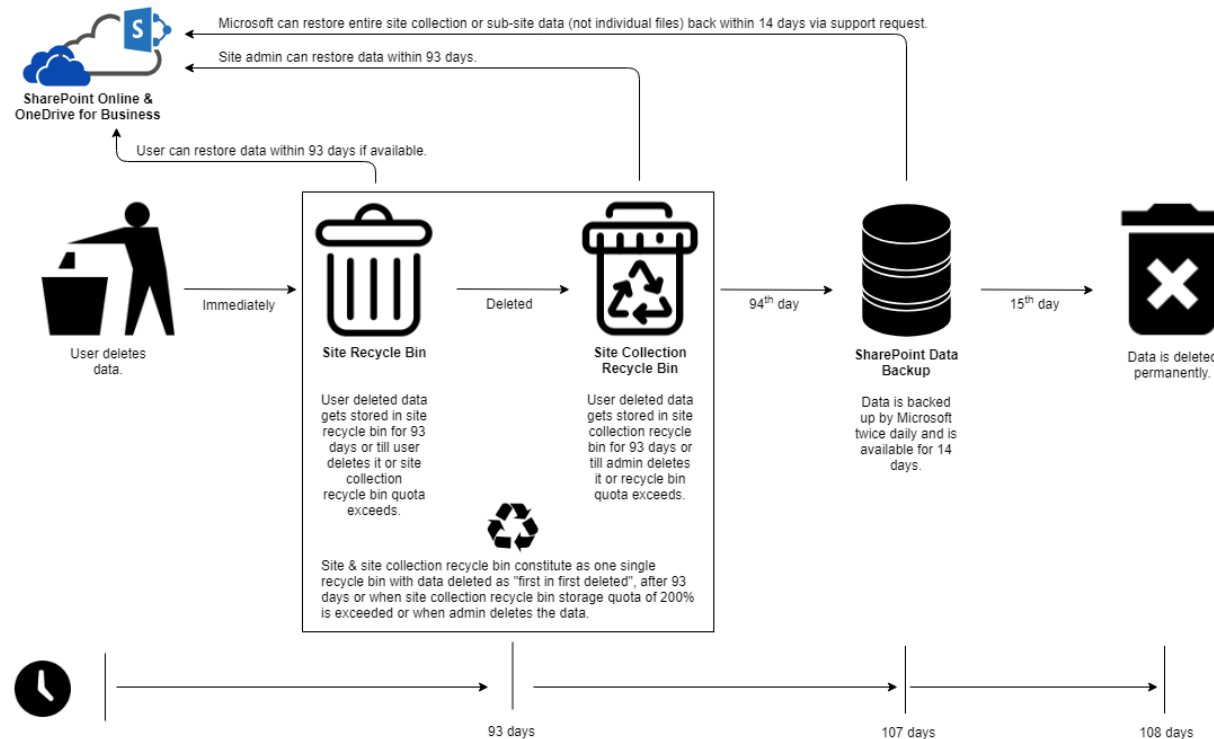 Microsoft can restore entire site collection or sub-site data (not individual files) back within 14 days via support request.
S
Site admin can restore data within 93 days.
SharePoint Online &
OneDrive for Business
User can restore data within 93 days if available.
Immediately
Deleted
94th day
15th day
User deletes
data.
Site Recycle Bin
User deleted data
gets stored in site
recycle bin for 93
days or till user
deletes it or site
collection
recycle bin quota
exceeds.
Site Collection
Recycle Bin
User deleted data
gets stored in site
collection recycle
bin for 93 days or
till admin deletes
it or recycle bin
quota exceeds.
SharePoint Data
Backup
Data is backed
up by Microsoft
twice daily and is
available for 14
days.
Data is deleted
permanently.
Site & site collection recycle bin constitute as one single
recycle bin with data deleted as "first in first deleted", after 93
days or when site collection recycle bin storage quota of 200%
is exceeded or when admin deletes the data.
93 days
107 days
108 days